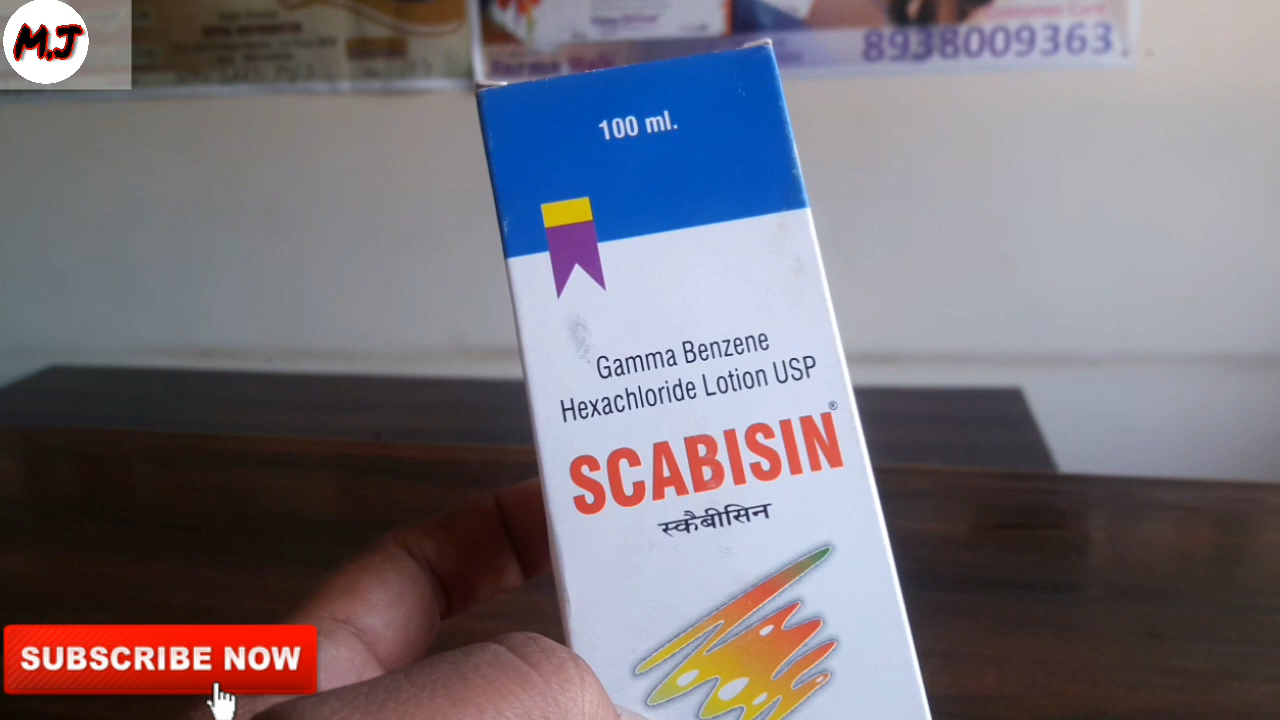 M.J
8938009363
100 ml.
Gamma Benzene
Hexachloride Lotion USP
SCABISIN®
स्कैबीसिन
SUBSCRIBE NOW